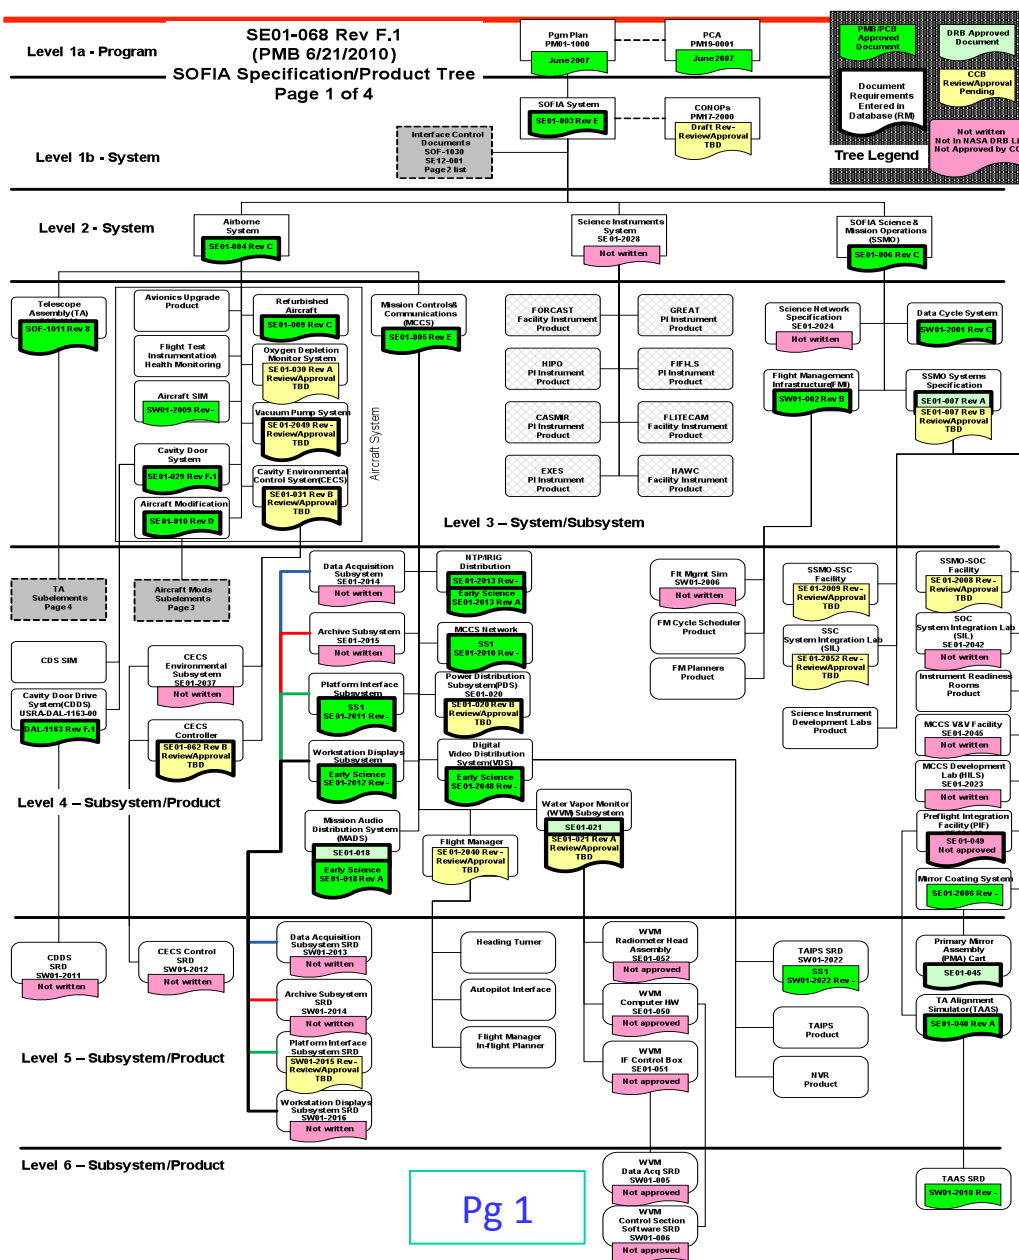 SE01-068 Rev F.1
(PMB 6/21/2010)
SOFIA Specification/Product Tree
Page 1 of 4
Level 1a - Program
Pgm Plan
PM01-1000
June 2007
PCA
PM19-0001
June 2007
PMB/PCB
Approved
Document
DRB Approved
Document
Document
Requirements
Entered in
Database (RM)
CCB
Review/Approval
Pending
Not written
Not in NASA DRB Li
Not Approved by CC
Tree Legend
SOFIA System
SE01-003 Rev E
CONOPs
PM17-2000
Draft Rev-
Review/Approval
TBD
Interface Control
Documents
SOF-1030
SE12-001
Page 2 list
Level 1b - System
Level 2 - System
Airborne
System
SE01-004 Rev C
Science Instruments
System
SE01-2028
Not written
SOFIA Science &
Mission Operations
(SSMO)
SE01-006 Rev C
Telescope
Assembly (TA)
SOF-1011 Rev 8
Avionics Upgrade
Product
Refurbished
Aircraft
SE01-009 Rev C
Flight Test
Instrumentation/
Health Monitoring
Oxygen Depletion
Monitor System
SE01-030 Rev A
Review/Approval
TBD
Aircraft SIM
SW01-2009 Rev -
Vacuum Pump System
SE01-2049 Rev -
Review/Approval
TBD
Cavity Door
System
SE01-029 Rev F.1
Cavity Environmental
Control System(CECS)
SE01-031 Rev B
Review/Approval
TBD
Aircraft Modification
SE01-010 Rev D
Aircraft System
Mission Controls&
Communications
(MCCS)
SE01-005 Rev E
FORCAST
Facility Instrument
Product
GREAT
PI Instrument
Product
HIPO
PI Instrument
Product
FIFI-LS
PI Instrument
Product
CASMIR
PI Instrument
Product
FLITECAM
Facility Instrument
Product
EXES
PI Instrument
Product
HAWC
Facility Instrument
Product
Science Network
Specification
SE01-2024
Not written
Data Cycle System
SW01-2001 Rev C
Flight Management
Infrastructure(FMI)
SW01-002 Rev B
SSMO Systems
Specification
SE01-007 Rev A
SE01-007 Rev B
Review/Approval
TBD
Level 3 – System/Subsystem
TA
Subelements
Page 4
Aircraft Mods
Subelements
Page 3
CDS SIM
Cavity Door Drive
System(CDDS)
USRA-DAL-1163-00
DAL-1163 Rev F.1
CECS
Environmental
Subsystem
SE01-2037
Not written
CECS
Controller
SE01-062 Rev B
Review/Approval
TBD
Data Acquisition
Subsystem
SE01-2014
Not written
NTP/IRIG
Distribution
SE01-2013 Rev -
Early Science
SE01-2013 Rev A
Archive Subsystem
SE01-2015
Not written
MCCS Network
SS1
SE01-2010 Rev -
Platform Interface
Subsystem
SS1
SE01-2011 Rev -
Power Distribution
Subsystem(PDS)
SE01-020
SE01-020 Rev B
Review/Approval
TBD
Workstation Displays
Subsystem
Early Science
SE01-2012 Rev -
Digital
Video Distribution
System(VDS)
Early Science
SE01-2048 Rev -
Mission Audio
Distribution System
(MADS)
SE01-018
Early Science
SE01-018 Rev A
Flight Manager
SE01-2040 Rev -
Review/Approval
TBD
Water Vapor Monitor
(WVM) Subsystem
SE01-021
SE01-021 Rev A
Review/Approval
TBD
Flt Mgmt Sim
SW01-2006
Not written
FM Cycle Scheduler
Product
FM Planners
Product
SSMO-SSC
Facility
SE01-2009 Rev -
Review/Approval
TBD
SSC
System Integration Lab
(SIL)
SE01-2052 Rev -
Review/Approval
TBD
Science Instrument
Development Labs
Product
SSMO-SOC
Facility
SE01-2008 Rev -
Review/Approval
TBD
SOC
System Integration Lab
(SIL)
SE01-2042
Not written
Instrument Readiness
Rooms
Product
MCCS V&V Facility
SE01-2045
Not written
MCCS Development
Lab (HILS)
SE01-2023
Not written
Preflight Integration
Facility (PIF)
SE01-049
Not approved
Mirror Coating System
SE01-2006 Rev -
Level 4 – Subsystem/Product
CDDS
SRD
SW01-2011
Not written
CECS Control
SRD
SW01-2012
Not written
Data Acquisition
Subsystem SRD
SW01-2013
Not written
Archive Subsystem
SRD
SW01-2014
Not written
Platform Interface
Subsystem SRD
SW01-2015 Rev -
Review/Approval
TBD
Workstation Displays
Subsystem SRD
SW01-2016
Not written
Heading Turner
Autopilot Interface
Flight Manager
In-flight Planner
WVM
Radiometer Head
Assembly
SE01-052
Not approved
WVM
Computer HW
SE01-050
Not approved
WVM
IF Control Box
SE01-051
Not approved
TAIPS SRD
SW01-2022
SS1
SW01-2022 Rev -
TAIPS
Product
NVR
Product
Primary Mirror
Assembly
(PMA) Cart
SE01-045
TA Alignment
Simulator(TAAS)
SE01-040 Rev A
Level 5 – Subsystem/Product
Level 6 – Subsystem/Product
WVM
Data Acq SRD
SW01-005
Not approved
WVM
Control Section
Software SRD
SW01-006
Not approved
TAAS SRD
SW01-2010 Rev -
Pg 1